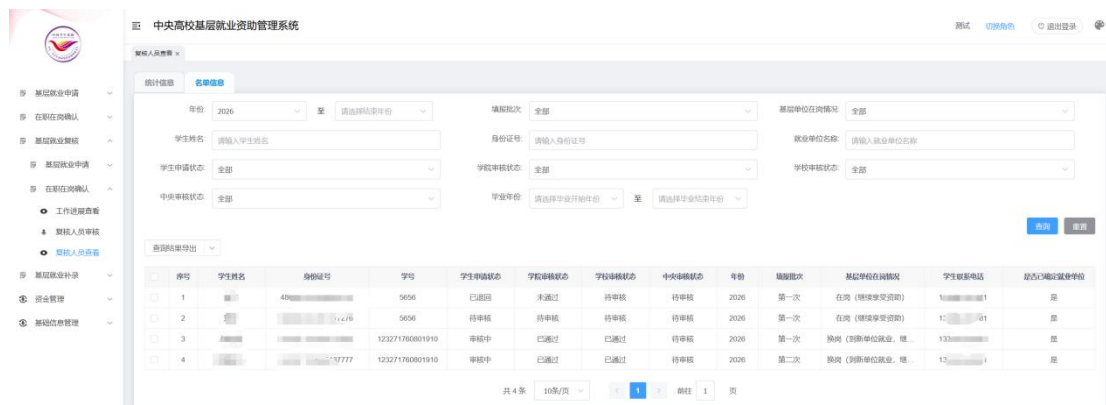 中央高校基层就业资助管理系统
测试 切换角色 退出登录
复核人员查看 ×
统计信息 名单信息
基层就业申请
在职在岗确认
基层就业复核
基层就业申请
在职在岗确认
工作进展查看
复核人员审核
复核人员查看
基层就业补录
资金管理
基础信息管理
年份: 2026 至 请选择结束年份 填报批次: 全部 基层单位在岗情况: 全部
学生姓名: 请输入学生姓名 身份证号: 请输入身份证号 就业单位名称: 请输入就业单位名称
学生申请状态: 全部 学院审核状态: 全部 学校审核状态: 全部
中央审核状态: 全部 毕业年份: 请选择毕业开始年份 至 请选择毕业结束年份
查询 重置
查询结果导出
序号 学生姓名 身份证号 学号 学生申请状态 学院审核状态 学校审核状态 中央审核状态 年份 填报批次 基层单位在岗情况 学生联系电话 是否已确定就业单位
1 5656 已退回 未通过 待审核 待审核 2026 第一次 在岗（继续享受资助） 是
2 5656 待审核 待审核 待审核 待审核 2026 第一次 在岗（继续享受资助） 是
3 123271760801910 审核中 已通过 已通过 待审核 2026 第一次 换岗（到新单位就业，继... 是
4 123271760801910 审核中 已通过 已通过 待审核 2026 第二次 换岗（到新单位就业，继... 是
共 4 条 10条/页 1 前往 1 页